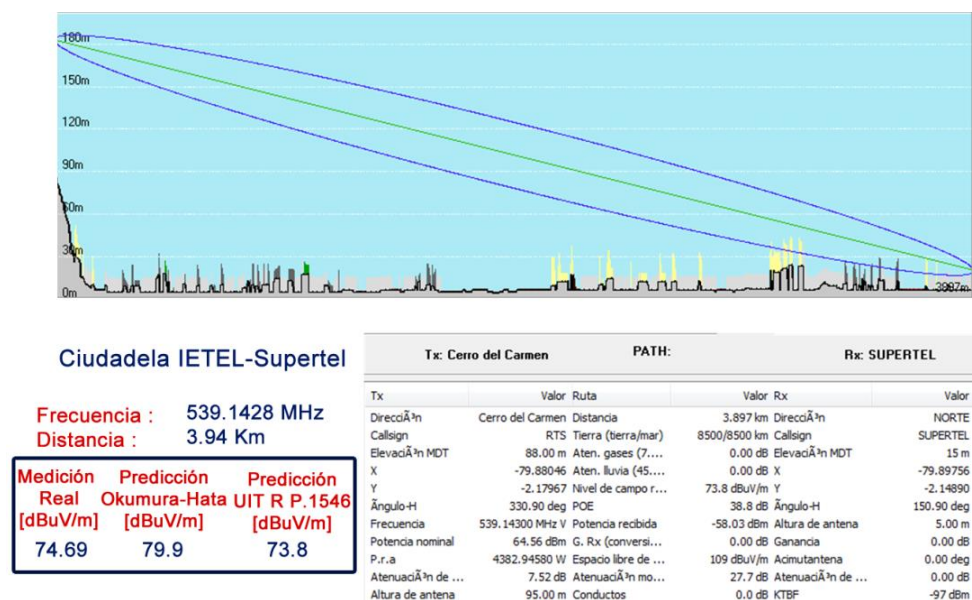 180m
150m
120m
90m
60m
30m
0m
3897m
Ciudadela IETEL-Supertel
Frecuencia : 539.1428 MHz
Distancia : 3.94 Km
Medición Real [dBuV/m] Predicción Okumura-Hata [dBuV/m] Predicción UIT R P.1546 [dBuV/m]
74.69 79.9 73.8
Tx: Cerro del Carmen PATH: Rx: SUPERTEL
Tx Valor Ruta Valor Rx Valor
DirecciÃ³n Cerro del Carmen Distancia 3.897 km DirecciÃ³n NORTE
Callsign RTS Tierra (tierra/mar) 8500/8500 km Callsign SUPERTEL
ElevaciÃ³n MDT 88.00 m Aten. gases (7.... 0.00 dB ElevaciÃ³n MDT 15 m
X -79.88046 Aten. lluvia (45.... 0.00 dB X -79.89756
Y -2.17967 Nivel de campo r... 73.8 dBuV/m Y -2.14890
Ãngulo-H 330.90 deg POE 38.8 dB Ãngulo-H 150.90 deg
Frecuencia 539.14300 MHz V Potencia recibida -58.03 dBm Altura de antena 5.00 m
Potencia nominal 64.56 dBm G. Rx (conversi... 0.00 dB Ganancia 0.00 dB
P.r.a 4382.94580 W Espacio libre de ... 109 dBuV/m Acimutantena 0.00 deg
AtenuaciÃ³n de ... 7.52 dB AtenuaciÃ³n mo... 27.7 dB AtenuaciÃ³n de ... 0.00 dB
Altura de antena 95.00 m Conductos 0.0 dB KTBF -97 dBm